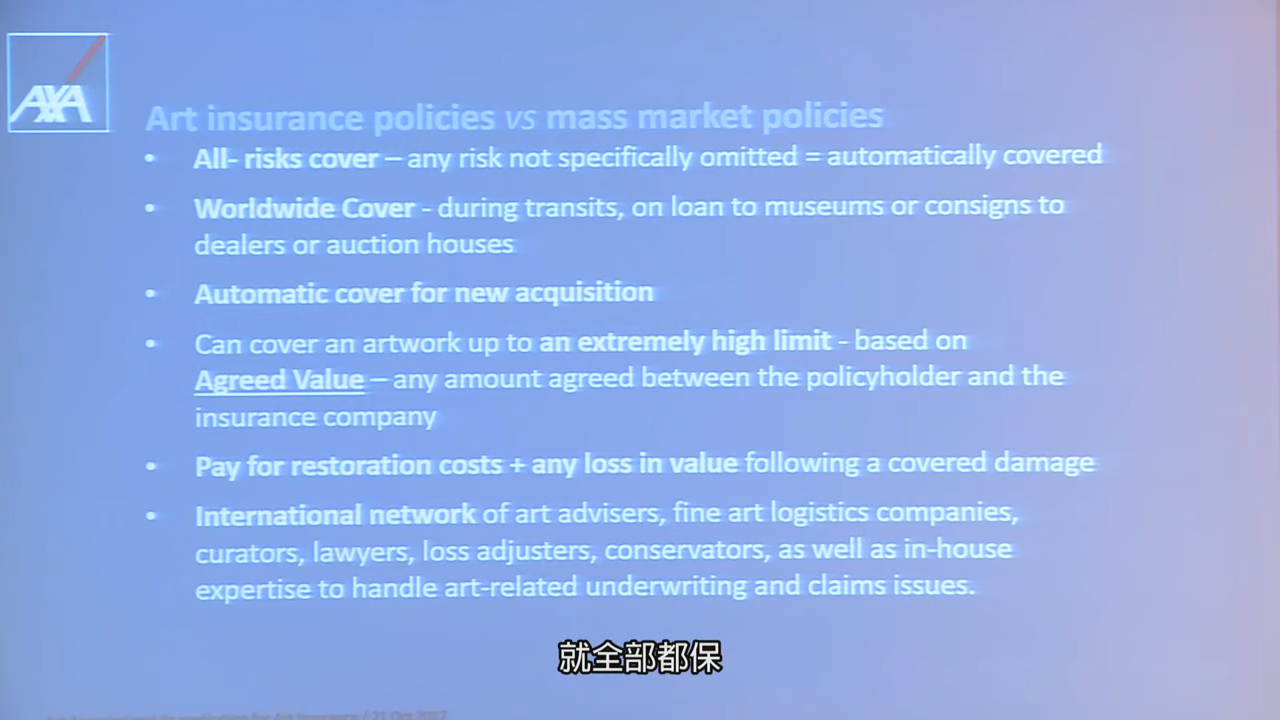 AXA
Art insurance policies vs mass market policies
• All- risks cover – any risk not specifically omitted = automatically covered
• Worldwide Cover - during transits, on loan to museums or consigns to
dealers or auction houses
• Automatic cover for new acquisition
• Can cover an artwork up to an extremely high limit - based on
Agreed Value – any amount agreed between the policyholder and the
insurance company
• Pay for restoration costs + any loss in value following a covered damage
• International network of art advisers, fine art logistics companies,
curators, lawyers, loss adjusters, conservators, as well as in-house
expertise to handle art-related underwriting and claims issues.
就全部都保